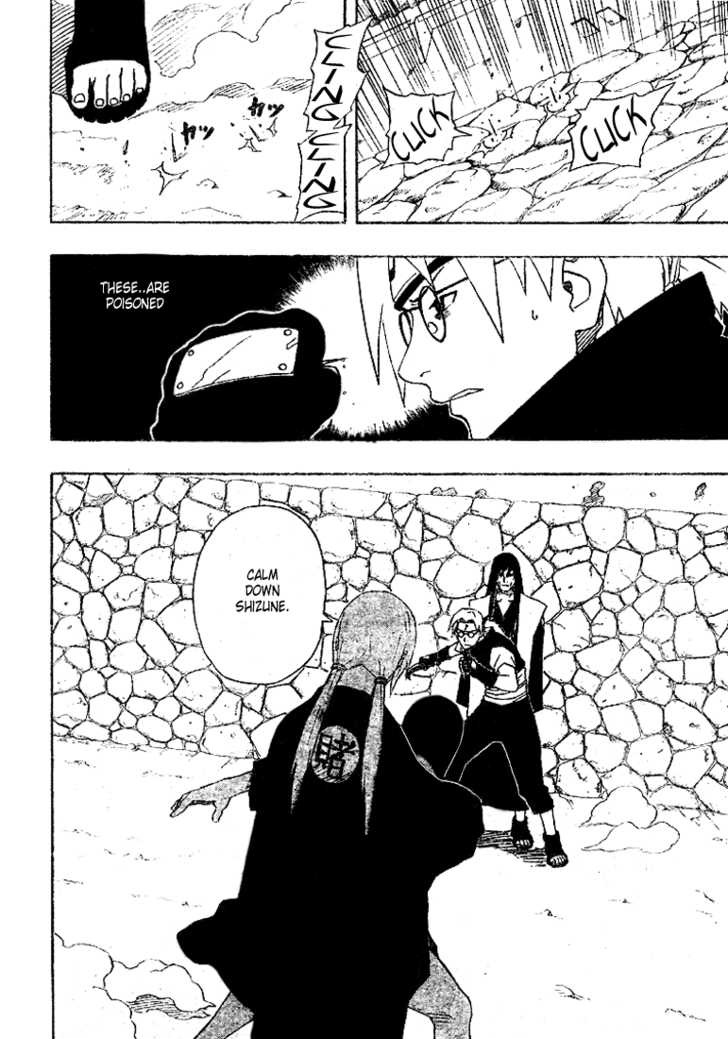 CLICK
CLICK
CLING
CLING
THESE..ARE
POISONED
CALM
DOWN
SHIZUNE.
賭